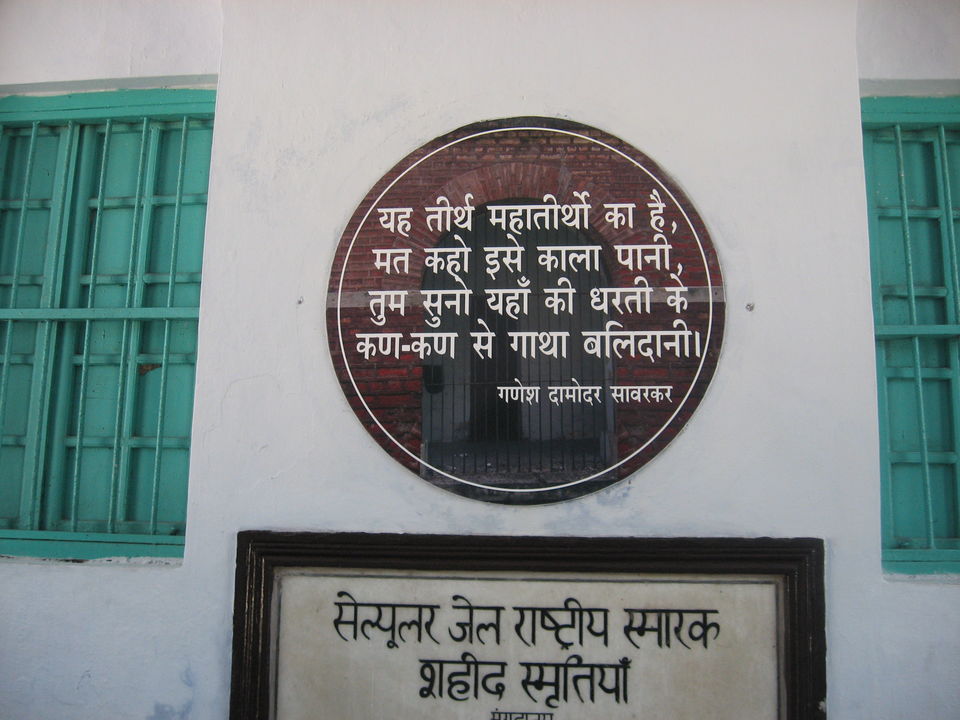 यह तीर्थ महातीर्थो का है,
मत कहो इसे काला पानी,
तुम सुनो यहाँ की धरती के
कण-कण से गाथा बलिदानी।
गणेश दामोदर सावरकर
सेल्यूलर जेल राष्ट्रीय स्मारक
शहीद स्मृतियाँ